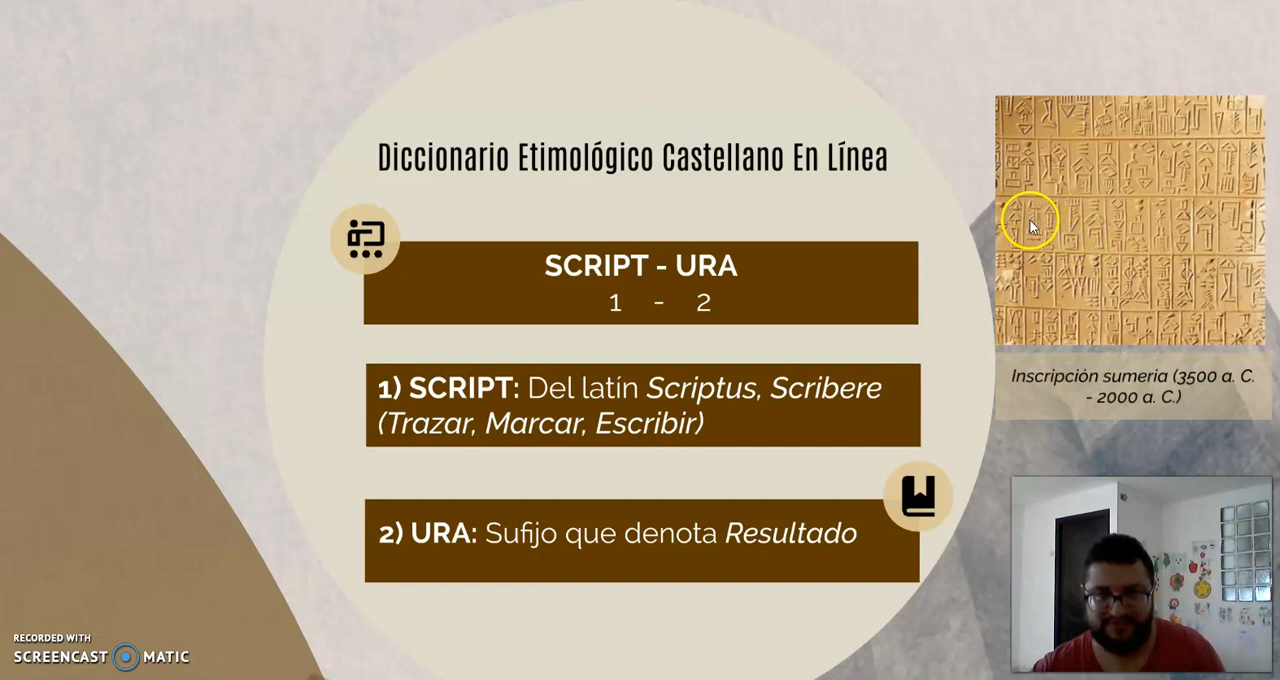 Diccionario Etimológico Castellano En Línea
SCRIPT - URA
1 - 2
1) SCRIPT: Del latín Scriptus, Scribere
(Trazar, Marcar, Escribir)
2) URA: Sufijo que denota Resultado
Inscripción sumeria (3500 a. C.
- 2000 a. C.)
RECORDED WITH
SCREENCAST MATIC